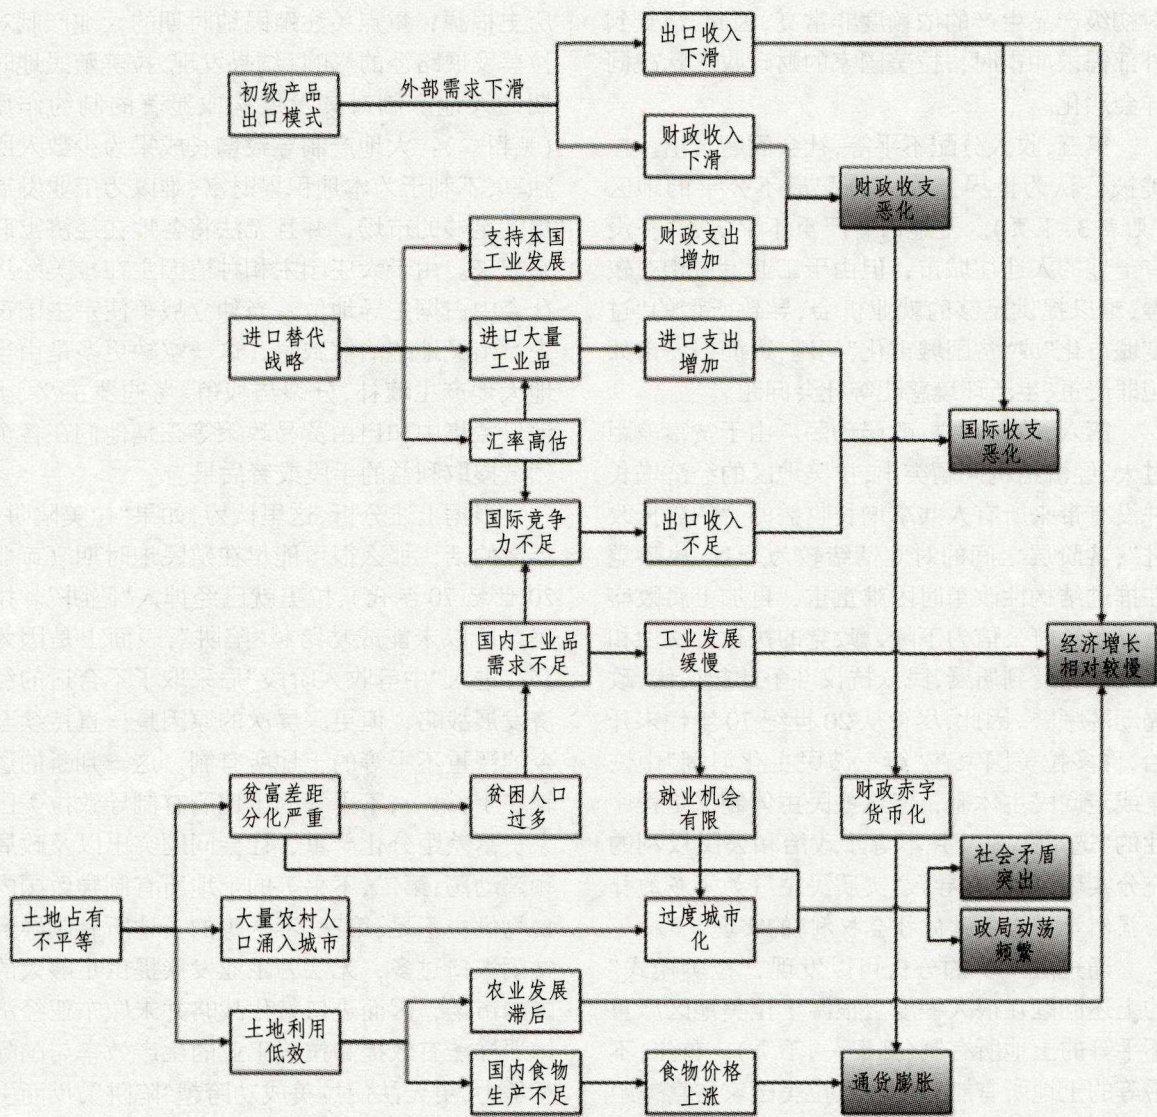 出口收入
下滑
初级产品
出口模式
外部需求下滑
财政收入
下滑
财政收支
恶化
支持本国
工业发展
财政支出
增加
进口替代
战略
进口大量
工业品
进口支出
增加
汇率高估
国际收支
恶化
国际竞争
力不足
出口收入
不足
国内工业品
需求不足
工业发展
缓慢
经济增长
相对较慢
贫富差距
分化严重
贫困人口
过多
就业机会
有限
财政赤字
货币化
社会矛盾
突出
土地占有
不平等
大量农村人
口涌入城市
过度城市
化
政局动荡
频繁
农业发展
滞后
土地利用
低效
国内食物
生产不足
食物价格
上涨
通货膨胀